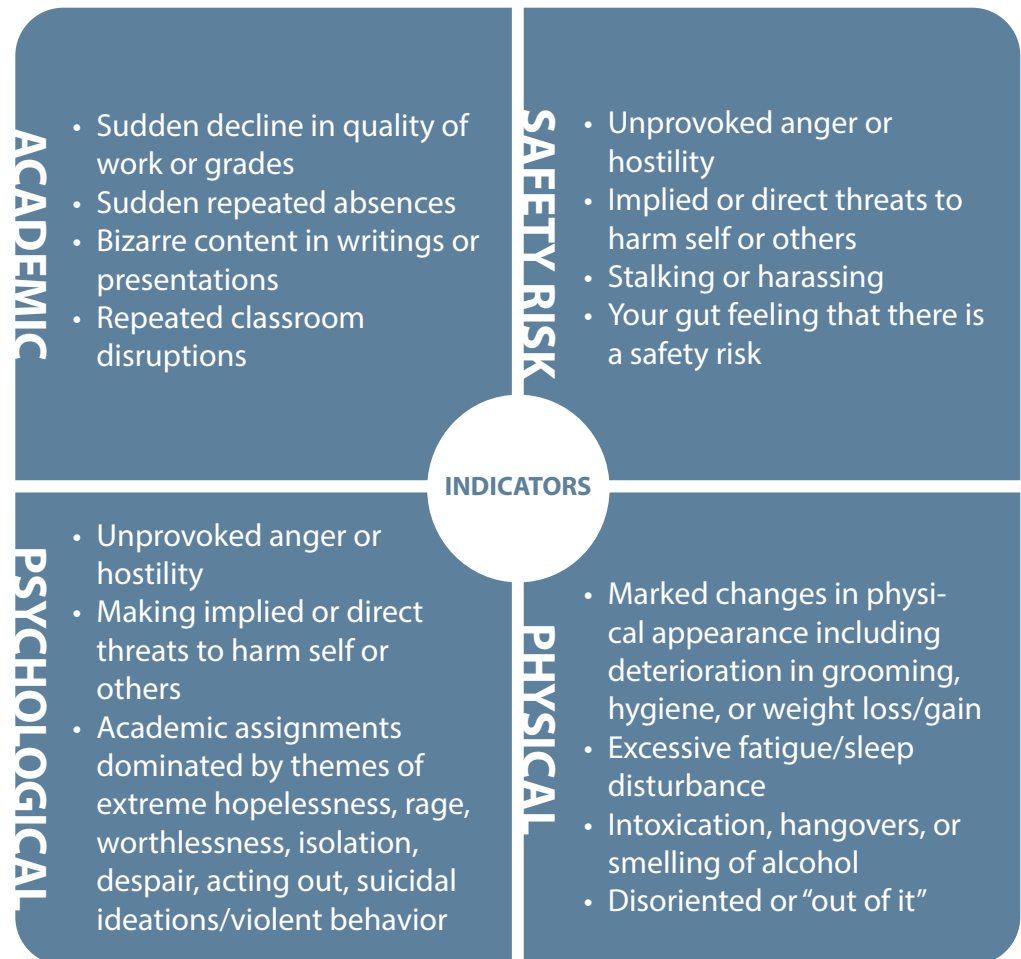 ACADEMIC
• Sudden decline in quality of
work or grades
• Sudden repeated absences
• Bizarre content in writings or
presentations
• Repeated classroom
disruptions
SAFETY RISK
• Unprovoked anger or
hostility
• Implied or direct threats to
harm self or others
• Stalking or harassing
• Your gut feeling that there is
a safety risk
INDICATORS
PSYCHOLOGICAL
• Unprovoked anger or
hostility
• Making implied or direct
threats to harm self or
others
• Academic assignments
dominated by themes of
extreme hopelessness, rage,
worthlessness, isolation,
despair, acting out, suicidal
ideations/violent behavior
PHYSICAL
• Marked changes in physi-
cal appearance including
deterioration in grooming,
hygiene, or weight loss/gain
• Excessive fatigue/sleep
disturbance
• Intoxication, hangovers, or
smelling of alcohol
• Disoriented or “out of it”